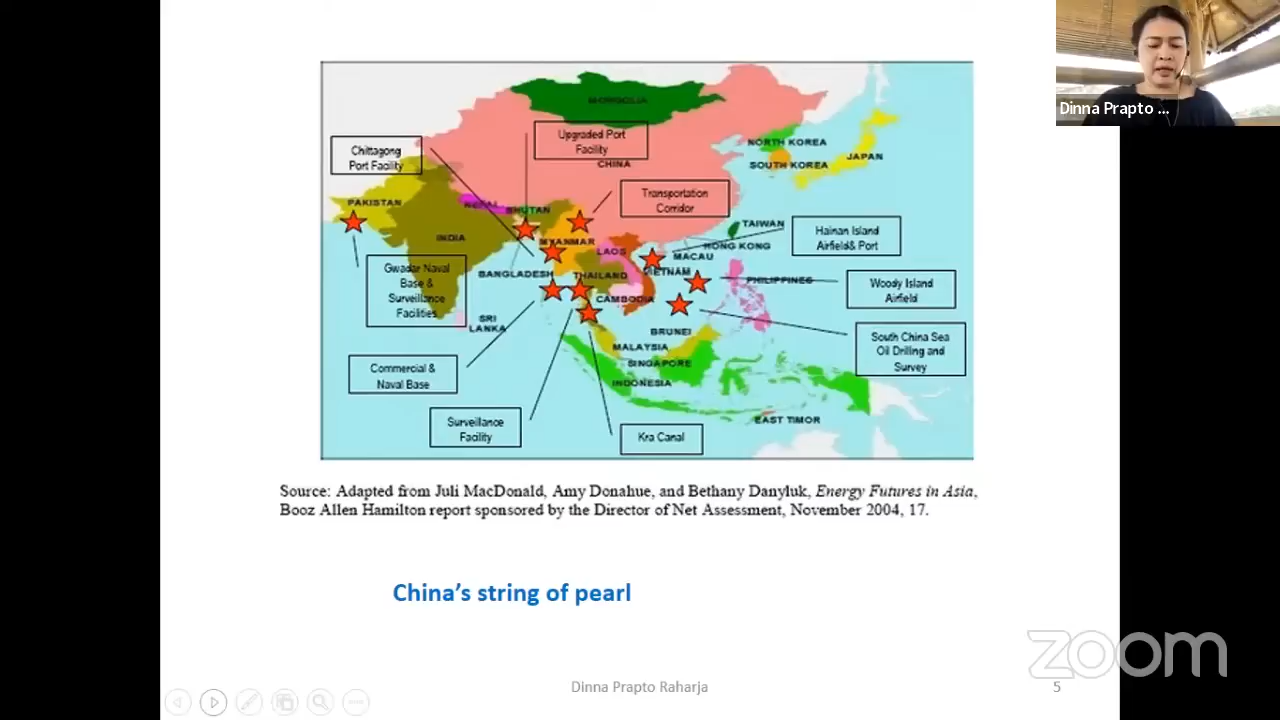 Dinna Prapto ...
MONGOLIA
Chittagong
Port Facility
Upgraded Port
Facility
CHINA
NORTH KOREA
SOUTH KOREA
JAPAN
Transportation
Corridor
PAKISTAN
NEPAL
BHUTAN
TAIWAN
Hainan Island
Airfield& Port
INDIA
MYANMAR
LAOS
HONG KONG
MACAU
Gwadar Naval
Base &
Surveillance
Facilities
BANGLADESH
THAILAND
VIETNAM
PHILIPPINES
Woody Island
Airfield
CAMBODIA
SRI
LANKA
BRUNEI
MALAYSIA
SINGAPORE
INDONESIA
South China Sea
Oil Drilling and
Survey
Commercial &
Naval Base
Surveillance
Facility
Kra Canal
EAST TIMOR
Source: Adapted from Juli MacDonald, Amy Donahue, and Bethany Danyluk, Energy Futures in Asia,
Booz Allen Hamilton report sponsored by the Director of Net Assessment, November 2004, 17.
China's string of pearl
zoom
Dinna Prapto Raharja
5